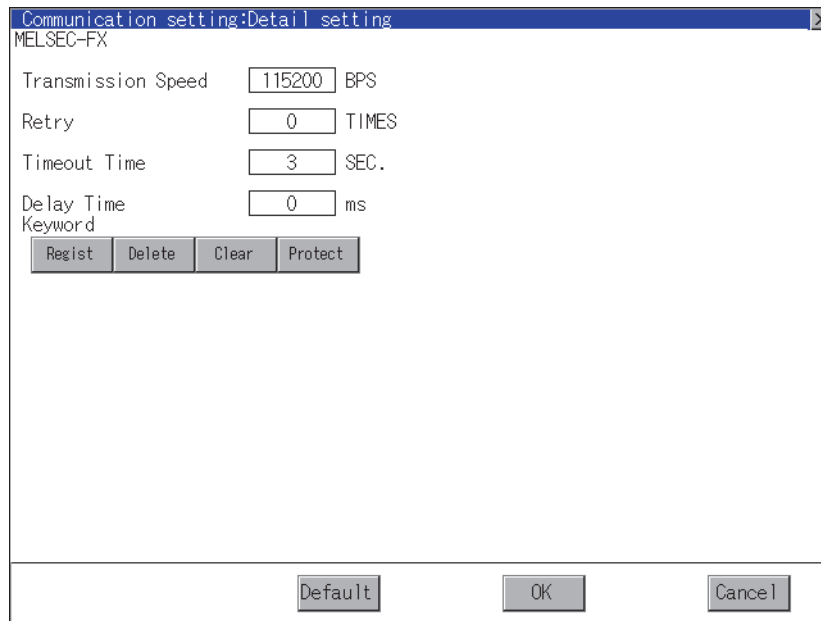 Communication setting:Detail setting
MELSEC-FX
Transmission Speed 115200 BPS
Retry 0 TIMES
Timeout Time 3 SEC.
Delay Time 0 ms
Keyword
Regist Delete Clear Protect
Default OK Cancel